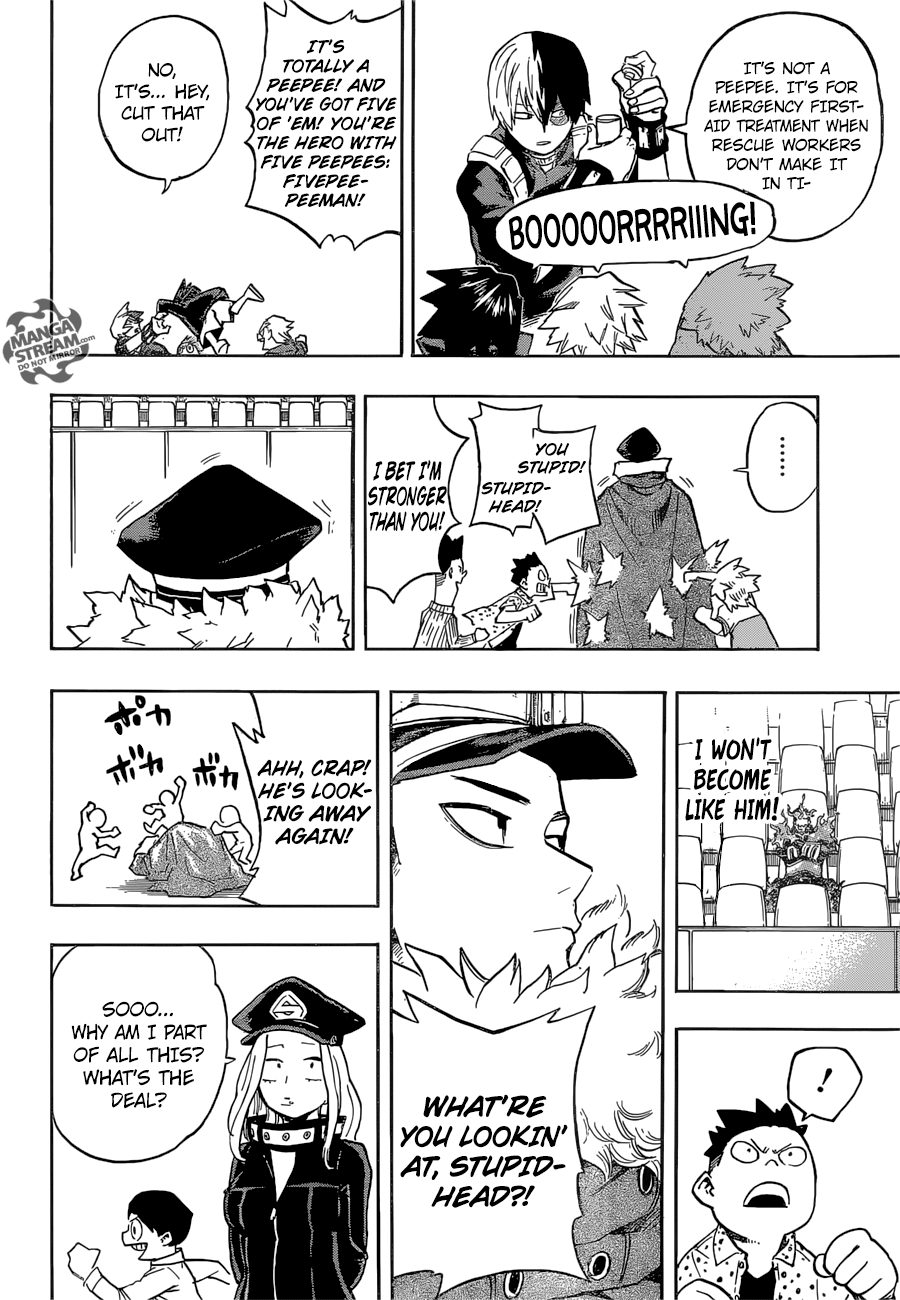 IT'S NOT A
PEEPEE. IT'S FOR
EMERGENCY FIRST-
AID TREATMENT WHEN
RESCUE WORKERS
DON'T MAKE IT
IN TI-
BOOOOORRRRIIING!
IT'S
TOTALLY A
PEEPEE! AND
YOU'VE GOT FIVE
OF 'EM! YOU'RE
THE HERO WITH
FIVE PEEPEES:
FIVEPEE-
PEEMAN!
NO,
IT'S... HEY,
CUT THAT
OUT!
MANGA
STREAM.COM
DO NOT MIRROR
........
YOU
STUPID!
STUPID-
HEAD!
I BET I'M
STRONGER
THAN YOU!
I WON'T
BECOME
LIKE HIM!
!
WHAT'RE
YOU LOOKIN'
AT, STUPID-
HEAD?!
AHH, CRAP!
HE'S LOOK-
ING AWAY
AGAIN!
ポカ
ポカ
ポカ
SOOO...
WHY AM I PART
OF ALL THIS?
WHAT'S THE
DEAL?